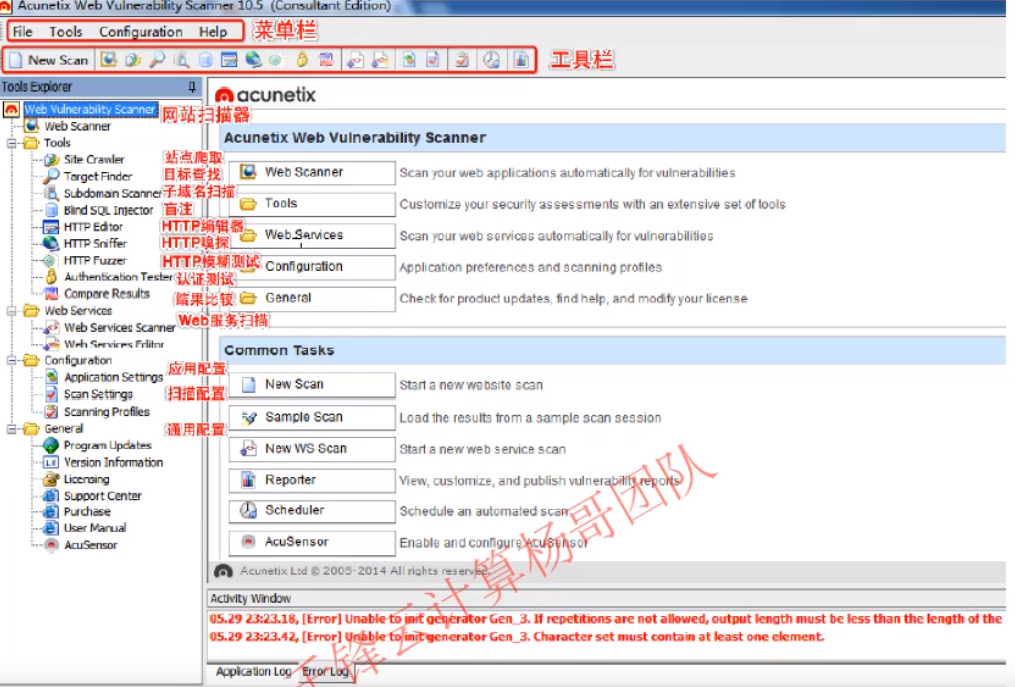 Acunetix Web Vulnerability Scanner 10.5 (Consultant Edition)
File Tools Configuration Help 菜单栏
New Scan 工具栏
Tools Explorer
Web Vulnerability Scanner 网站扫描器
Web Scanner
Tools
Site Crawler 站点爬取
Target Finder 目标查找
Subdomain Scanner 子域名扫描
Blind SQL Injector 盲注
HTTP Editor HTTP编辑器
HTTP Sniffer HTTP嗅探
HTTP Fuzzer HTTP模糊测试
Authentication Tester 认证测试
Compare Results 结果比较
Web Services Web服务扫描
Web Services Scanner
Web Services Editor
Configuration 应用配置
Application Settings
Scan Settings 扫描配置
Scanning Profiles
General 通用配置
Program Updates
Version Information
Licensing
Support Center
Purchase
User Manual
AcuSensor
acunetix
Acunetix Web Vulnerability Scanner
Web Scanner Scan your web applications automatically for vulnerabilities
Tools Customize your security assessments with an extensive set of tools
Web Services Scan your web services automatically for vulnerabilities
Configuration Application preferences and scanning profiles
General Check for product updates, find help, and modify your license
Common Tasks
New Scan Start a new website scan
Sample Scan Load the results from a sample scan session
New WS Scan Start a new web service scan
Reporter View, customize, and publish vulnerability reports
Scheduler Schedule an automated scan
AcuSensor Enable and configure AcuSensor
Acunetix Ltd © 2005-2014 All rights reserved.
Activity Window
05.29 23:23.18, [Error] Unable to init generator Gen_3. If repetitions are not allowed, output length must be less than the length of the
05.29 23:23.42, [Error] Unable to init generator Gen_3. Character set must contain at least one element.
Application Log Error Log
千锋云计算杨哥团队